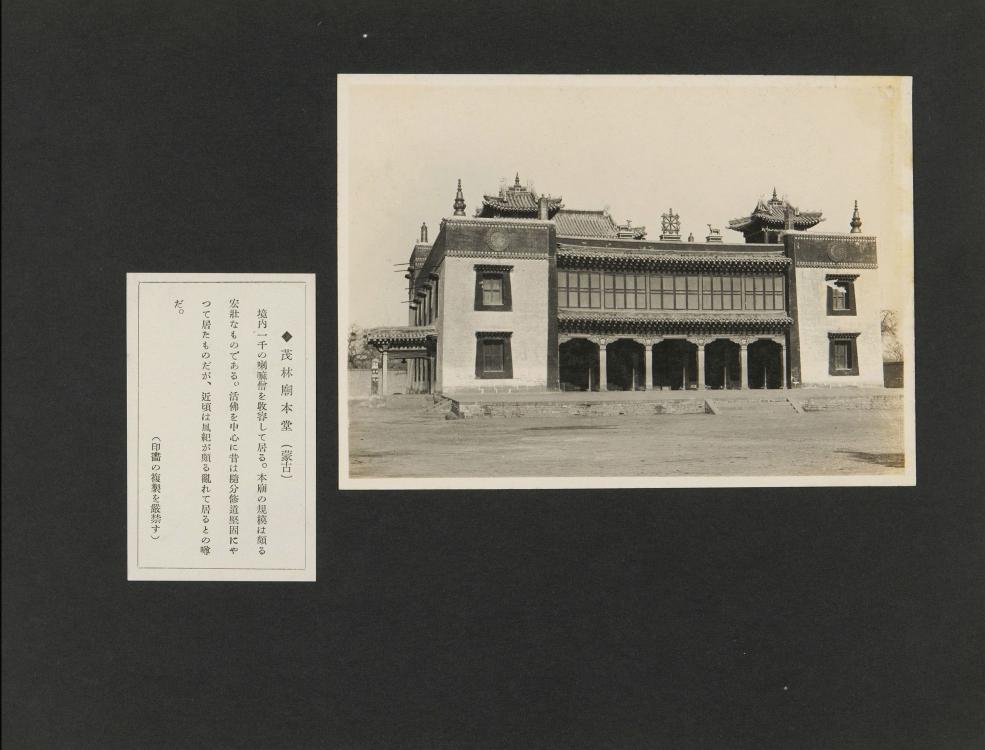 ◆茂林廟本堂（蒙古）
境内一千の喇嘛僧を收容して居る。本廟の規模は頗る
宏壯なものである。活佛を中心に昔は隨分修道堅固にや
つて居たものだが、近頃は風紀が頗る亂れて居るとの噂
だ。
（印畫の複製を嚴禁す）